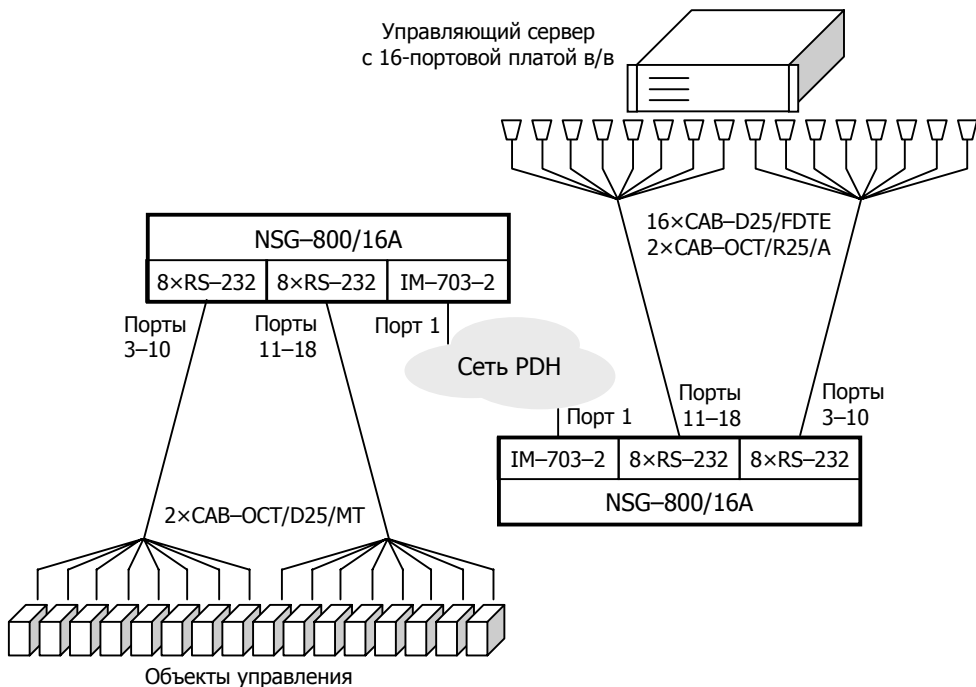 Управляющий сервер
с 16-портовой платой в/в
16×CAB–D25/FDTE
2×CAB–OCT/R25/A
NSG–800/16A
8×RS–232
8×RS–232
IM–703–2
Порты
3–10
Порты
11–18
Порт 1
Сеть PDH
Порт 1
Порты
11–18
Порты
3–10
IM–703–2
8×RS–232
8×RS–232
NSG–800/16A
2×CAB–OCT/D25/MT
Объекты управления